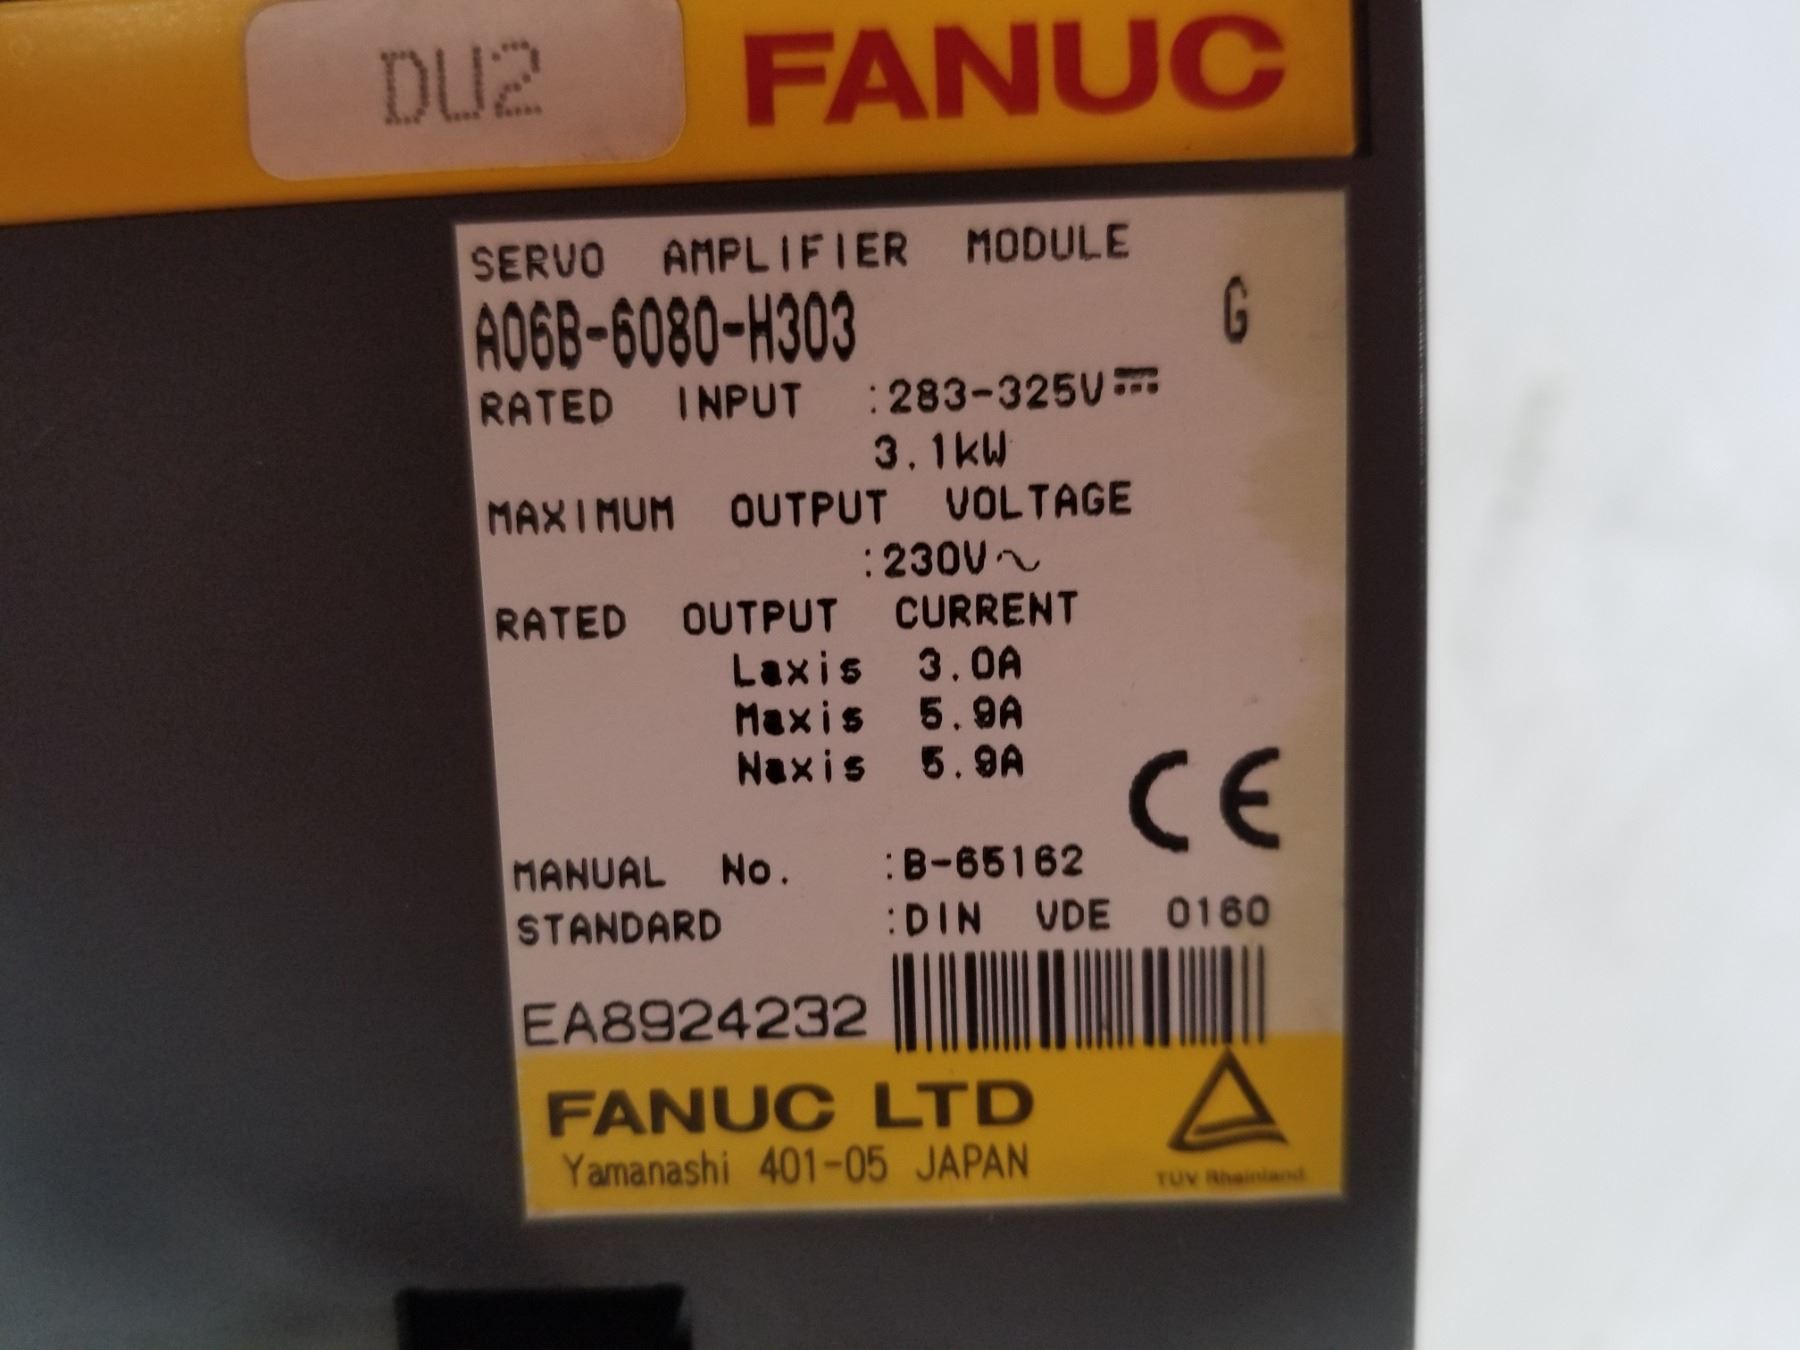 DU2
FANUC
SERVO AMPLIFIER MODULE
A06B-6080-H303 G
RATED INPUT :283-325V⎓
3.1kW
MAXIMUM OUTPUT VOLTAGE
:230V～
RATED OUTPUT CURRENT
Laxis 3.0A
Maxis 5.9A
Naxis 5.9A
CE
MANUAL No. :B-65162
STANDARD :DIN VDE 0160
EA8924232
FANUC LTD
Yamanashi 401-05 JAPAN
TÜV Rheinland